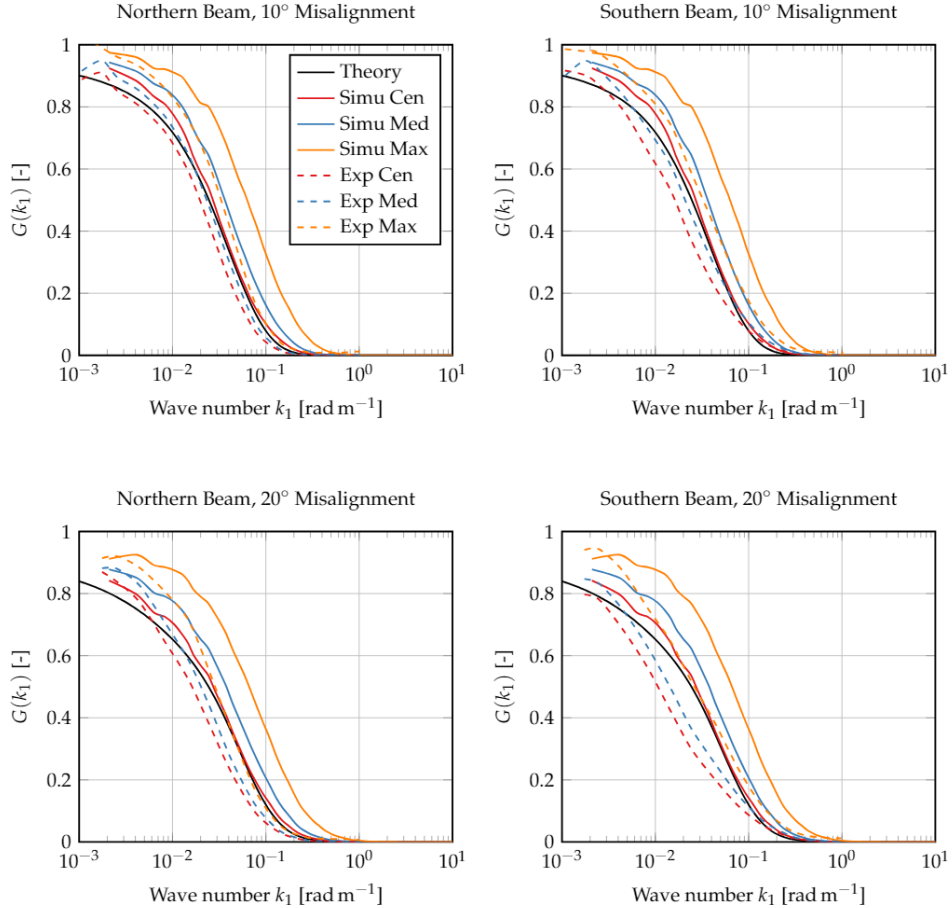 Northern Beam, 10° Misalignment
1
0.8
0.6
0.4
0.2
0
G(k₁) [-]
10⁻³ 10⁻² 10⁻¹ 10⁰ 10¹
Wave number k₁ [rad m⁻¹]
Theory
Simu Cen
Simu Med
Simu Max
Exp Cen
Exp Med
Exp Max
Southern Beam, 10° Misalignment
1
0.8
0.6
0.4
0.2
0
G(k₁) [-]
10⁻³ 10⁻² 10⁻¹ 10⁰ 10¹
Wave number k₁ [rad m⁻¹]
Northern Beam, 20° Misalignment
1
0.8
0.6
0.4
0.2
0
G(k₁) [-]
10⁻³ 10⁻² 10⁻¹ 10⁰ 10¹
Wave number k₁ [rad m⁻¹]
Southern Beam, 20° Misalignment
1
0.8
0.6
0.4
0.2
0
G(k₁) [-]
10⁻³ 10⁻² 10⁻¹ 10⁰ 10¹
Wave number k₁ [rad m⁻¹]